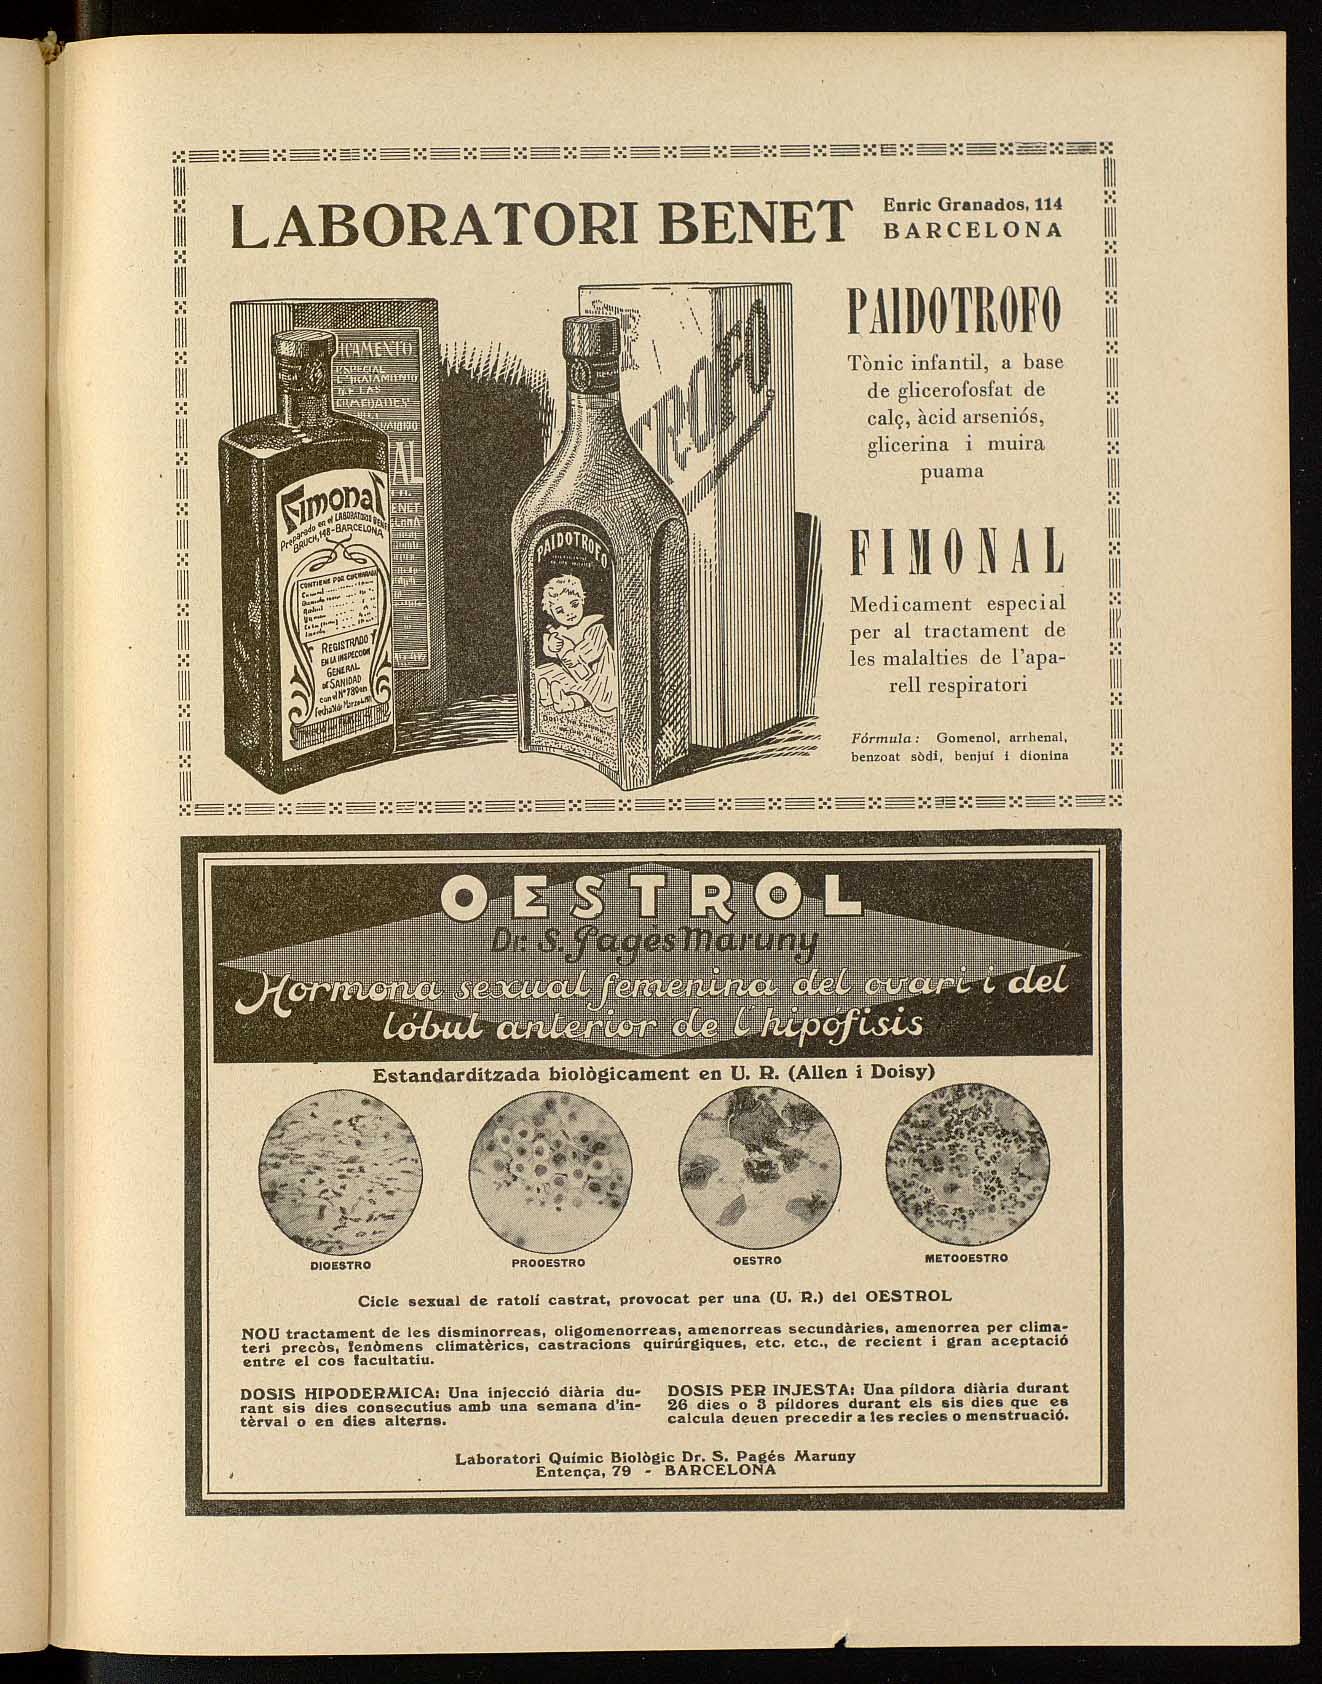 LABORATORI BENET
Enric Granados, 114
BARCELONA
PAIDOTROFO
Tònic infantil, a base
de glicerofosfat de
calç, àcid arseniós,
glicerina i muira
puama
FIMONAL
Medicament especial
per al tractament de
les malalties de l'apa-
rell respiratori
Fórmula: Gomenol, arrhenal,
benzoat sòdi, benjuí i dionina
Fimonal
Preparado en el LABORATORIO BENET
BRUCH, 148-BARCELONA
CONTIENE POR CUCHARADA
REGISTRADO
EN LA INSPECCION
GENERAL
DE SANIDAD
PAIDOTROFO
OESTROL
Dr. S. Pagés Maruny
Hormona sexual femenina del ovari i del
lóbul anterior de l'hipófisis
Estandarditzada biològicament en U. R. (Allen i Doisy)
DIOESTRO
PROOESTRO
OESTRO
METOOESTRO
Cicle sexual de ratolí castrat, provocat per una (U. R.) del OESTROL
NOU tractament de les disminorreas, oligomenorreas, amenorreas secundàries, amenorrea per clima-
teri precòs, fenòmens climatèrics, castracions quirúrgiques, etc. etc., de recient i gran aceptació
entre el cos facultatiu.
DOSIS HIPODERMICA: Una injecció diària du-
rant sis dies consecutius amb una semana d'in-
tèrval o en dies alterns.
DOSIS PER INJESTA: Una píldora diària durant
26 dies o 3 píldores durant els sis dies que es
calcula deuen precedir a les recles o menstruació.
Laboratori Químic Biològic Dr. S. Pagés Maruny
Entença, 79 - BARCELONA